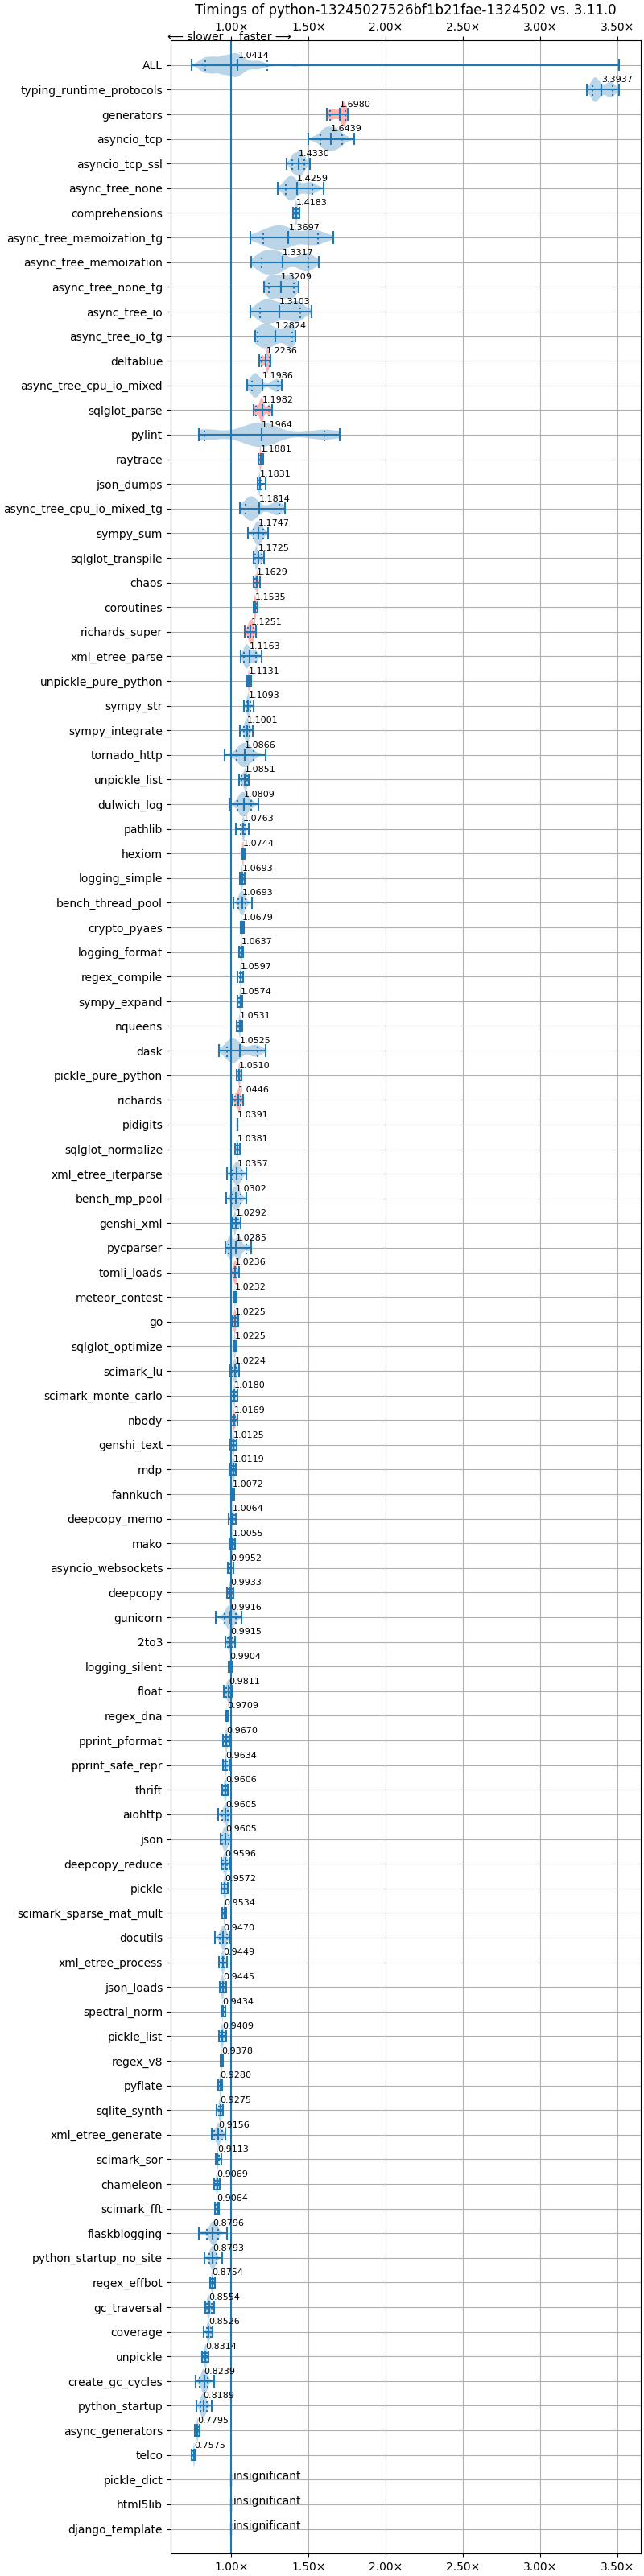 Timings of python-13245027526bf1b21fae-1324502 vs. 3.11.0
1.00× 1.50× 2.00× 2.50× 3.00× 3.50×
⟵ slower faster ⟶
ALL 1.0414
typing_runtime_protocols 3.3937
generators 1.6980
asyncio_tcp 1.6439
asyncio_tcp_ssl 1.4330
async_tree_none 1.4259
comprehensions 1.4183
async_tree_memoization_tg 1.3697
async_tree_memoization 1.3317
async_tree_none_tg 1.3209
async_tree_io 1.3103
async_tree_io_tg 1.2824
deltablue 1.2236
async_tree_cpu_io_mixed 1.1986
sqlglot_parse 1.1982
pylint 1.1964
raytrace 1.1881
json_dumps 1.1831
async_tree_cpu_io_mixed_tg 1.1814
sympy_sum 1.1747
sqlglot_transpile 1.1725
chaos 1.1629
coroutines 1.1535
richards_super 1.1251
xml_etree_parse 1.1163
unpickle_pure_python 1.1131
sympy_str 1.1093
sympy_integrate 1.1001
tornado_http 1.0866
unpickle_list 1.0851
dulwich_log 1.0809
pathlib 1.0763
hexiom 1.0744
logging_simple 1.0693
bench_thread_pool 1.0693
crypto_pyaes 1.0679
logging_format 1.0637
regex_compile 1.0597
sympy_expand 1.0574
nqueens 1.0531
dask 1.0525
pickle_pure_python 1.0510
richards 1.0446
pidigits 1.0391
sqlglot_normalize 1.0381
xml_etree_iterparse 1.0357
bench_mp_pool 1.0302
genshi_xml 1.0292
pycparser 1.0285
tomli_loads 1.0236
meteor_contest 1.0232
go 1.0225
sqlglot_optimize 1.0225
scimark_lu 1.0224
scimark_monte_carlo 1.0180
nbody 1.0169
genshi_text 1.0125
mdp 1.0119
fannkuch 1.0072
deepcopy_memo 1.0064
mako 1.0055
asyncio_websockets 0.9952
deepcopy 0.9933
gunicorn 0.9916
2to3 0.9915
logging_silent 0.9904
float 0.9811
regex_dna 0.9709
pprint_pformat 0.9670
pprint_safe_repr 0.9634
thrift 0.9606
aiohttp 0.9605
json 0.9605
deepcopy_reduce 0.9596
pickle 0.9572
scimark_sparse_mat_mult 0.9534
docutils 0.9470
xml_etree_process 0.9449
json_loads 0.9445
spectral_norm 0.9434
pickle_list 0.9409
regex_v8 0.9378
pyflate 0.9280
sqlite_synth 0.9275
xml_etree_generate 0.9156
scimark_sor 0.9113
chameleon 0.9069
scimark_fft 0.9064
flaskblogging 0.8796
python_startup_no_site 0.8793
regex_effbot 0.8754
gc_traversal 0.8554
coverage 0.8526
unpickle 0.8314
create_gc_cycles 0.8239
python_startup 0.8189
async_generators 0.7795
telco 0.7575
pickle_dict insignificant
html5lib insignificant
django_template insignificant
1.00× 1.50× 2.00× 2.50× 3.00× 3.50×